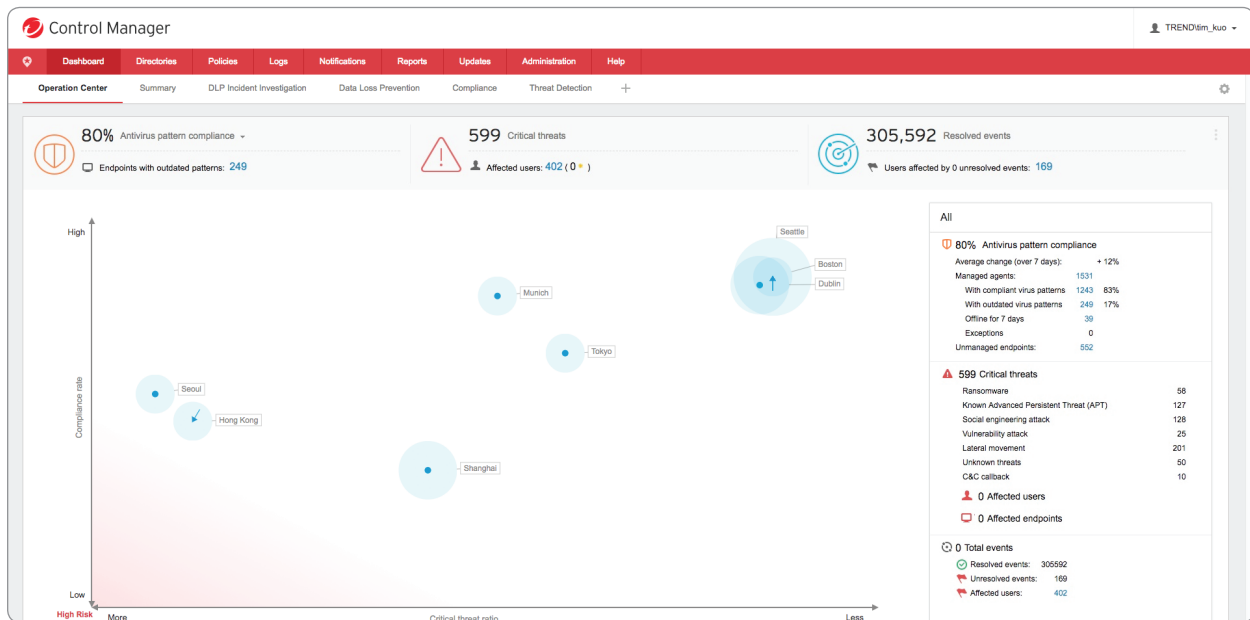 Control Manager
TREND\tim_kuo
Dashboard Directories Policies Logs Notifications Reports Updates Administration Help
Operation Center Summary DLP Incident Investigation Data Loss Prevention Compliance Threat Detection +
80% Antivirus pattern compliance
Endpoints with outdated patterns: 249
599 Critical threats
Affected users: 402 ( 0 )
305,592 Resolved events
Users affected by 0 unresolved events: 169
High
Compliance rate
Low
High Risk
More
Critical threat ratio
Less
Seattle
Boston
Dublin
Munich
Tokyo
Seoul
Hong Kong
Shanghai
All
80% Antivirus pattern compliance
Average change (over 7 days): + 12%
Managed agents: 1531
With compliant virus patterns 1243 83%
With outdated virus patterns 249 17%
Offline for 7 days 39
Exceptions 0
Unmanaged endpoints: 552
599 Critical threats
Ransomware 58
Known Advanced Persistent Threat (APT) 127
Social engineering attack 128
Vulnerability attack 25
Lateral movement 201
Unknown threats 50
C&C callback 10
0 Affected users
0 Affected endpoints
0 Total events
Resolved events: 305592
Unresolved events: 169
Affected users: 402